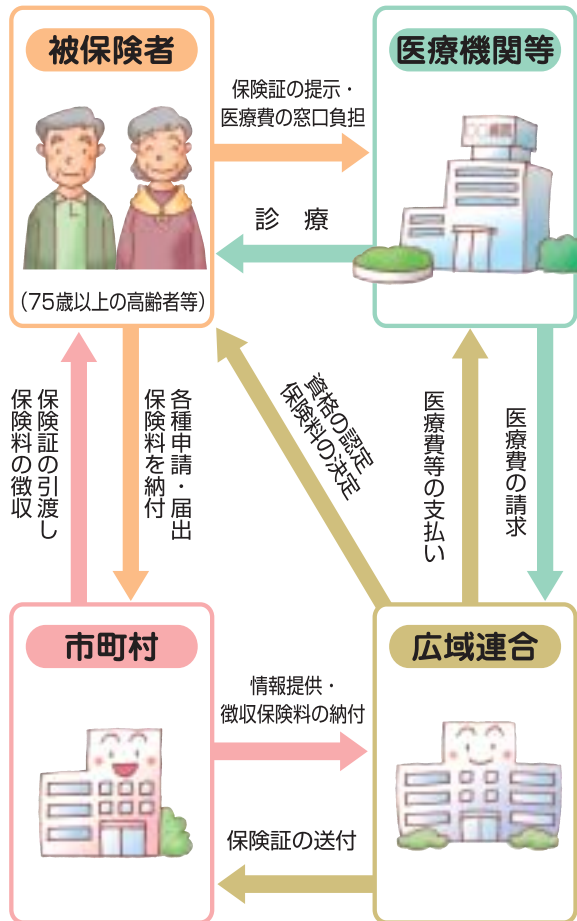 被保険者
(75歳以上の高齢者等)
保険証の提示・
医療費の窓口負担
診 療
医療機関等
保険証の引渡し
保険料の徴収
各種申請・届出
保険料を納付
資格の認定
保険料の決定
医療費等の支払い
医療費の請求
市町村
情報提供・
徴収保険料の納付
保険証の送付
広域連合